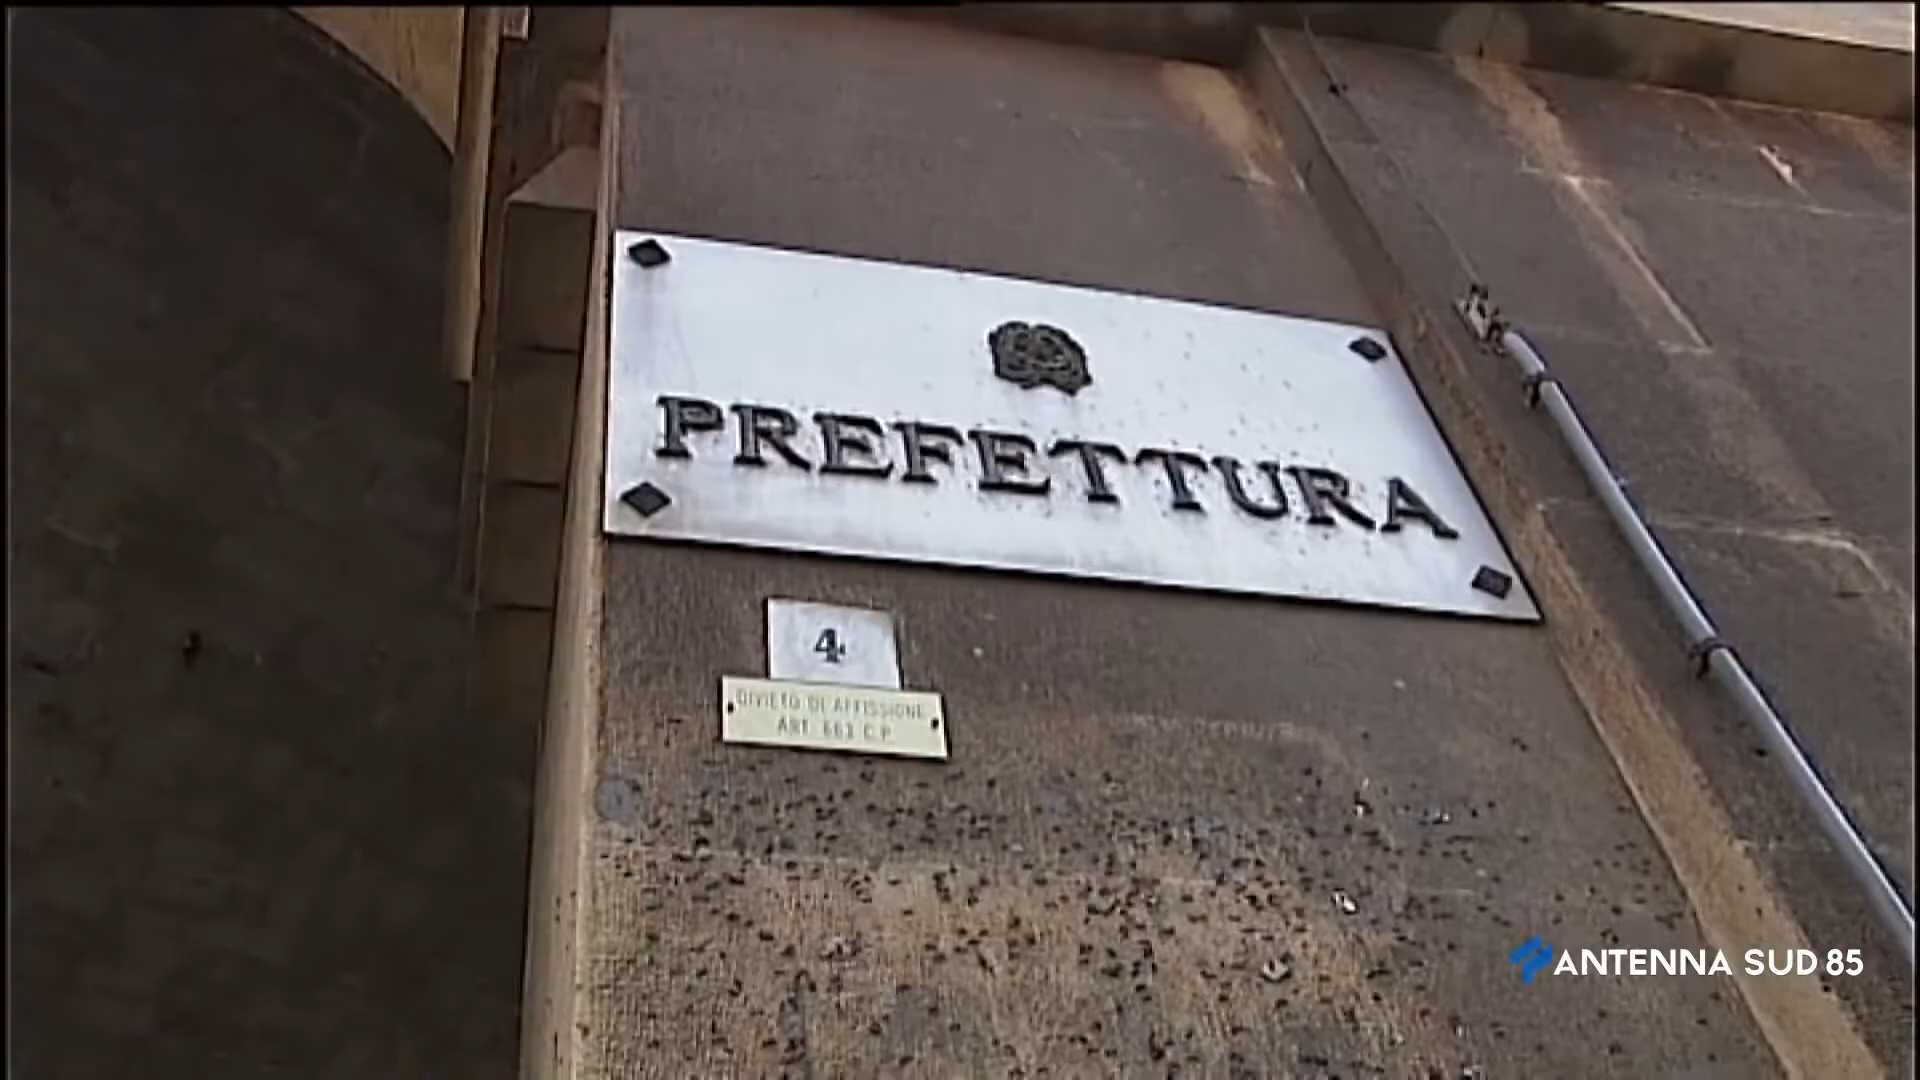 PREFETTURA
4
DIVIETO DI AFFISSIONE
ART. 663 C.P.
ANTENNA SUD 85